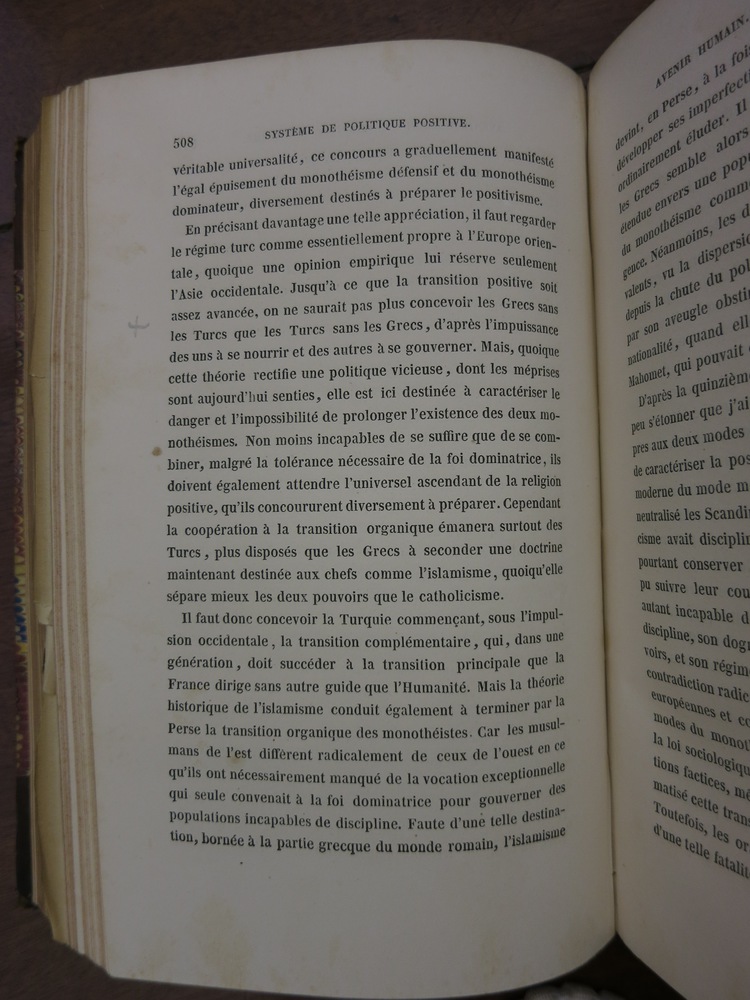 508
SYSTÈME DE POLITIQUE POSITIVE.
véritable universalité, ce concours a graduellement manifesté
l'égal épuisement du monothéisme défensif et du monothéisme
dominateur, diversement destinés à préparer le positivisme.
En précisant davantage une telle appréciation, il faut regarder
le régime turc comme essentiellement propre à l'Europe orien-
tale, quoique une opinion empirique lui réserve seulement
l'Asie occidentale. Jusqu'à ce que la transition positive soit
assez avancée, on ne saurait pas plus concevoir les Grecs sans
les Turcs que les Turcs sans les Grecs, d'après l'impuissance
des uns à se nourrir et des autres à se gouverner. Mais, quoique
cette théorie rectifie une politique vicieuse, dont les méprises
sont aujourd'hui senties, elle est ici destinée à caractériser le
danger et l'impossibilité de prolonger l'existence des deux mo-
nothéismes. Non moins incapables de se suffire que de se com-
biner, malgré la tolérance nécessaire de la foi dominatrice, ils
doivent également attendre l'universel ascendant de la religion
positive, qu'ils concoururent diversement à préparer. Cependant
la coopération à la transition organique émanera surtout des
Turcs, plus disposés que les Grecs à seconder une doctrine
maintenant destinée aux chefs comme l'islamisme, quoiqu'elle
sépare mieux les deux pouvoirs que le catholicisme.
Il faut donc concevoir la Turquie commençant, sous l'impul-
sion occidentale, la transition complémentaire, qui, dans une
génération, doit succéder à la transition principale que la
France dirige sans autre guide que l'Humanité. Mais la théorie
historique de l'islamisme conduit également à terminer par la
Perse la transition organique des monothéistes. Car les musul-
mans de l'est diffèrent radicalement de ceux de l'ouest en ce
qu'ils ont nécessairement manqué de la vocation exceptionnelle
qui seule convenait à la foi dominatrice pour gouverner des
populations incapables de discipline. Faute d'une telle destina-
tion, bornée à la partie grecque du monde romain, l'islamisme
AVENIR HUMAIN.
devint, en Perse, à la foi
développer ses imperfecti
ordinairement éluder. Il
les Grecs semble alors
étendue envers une popu
du monothéisme comm
gence. Néanmoins, les d
valents, vu la dispersio
depuis la chute du pol
par son aveugle obsti
nationalité, quand ell
Mahomet, qui pouvait
D'après la quinzièm
peu s'étonner que j'ai
pres aux deux modes
de caractériser la pos
moderne du mode m
neutralisé les Scandi
cisme avait disciplin
pourtant conserver
pu suivre leur cou
autant incapable d
discipline, son dog
voirs, et son régim
contradiction radic
européennes et co
modes du monot
la loi sociologiqu
tions factices, mé
matisé cette tran
Toutefois, les or
d'une telle fatalit